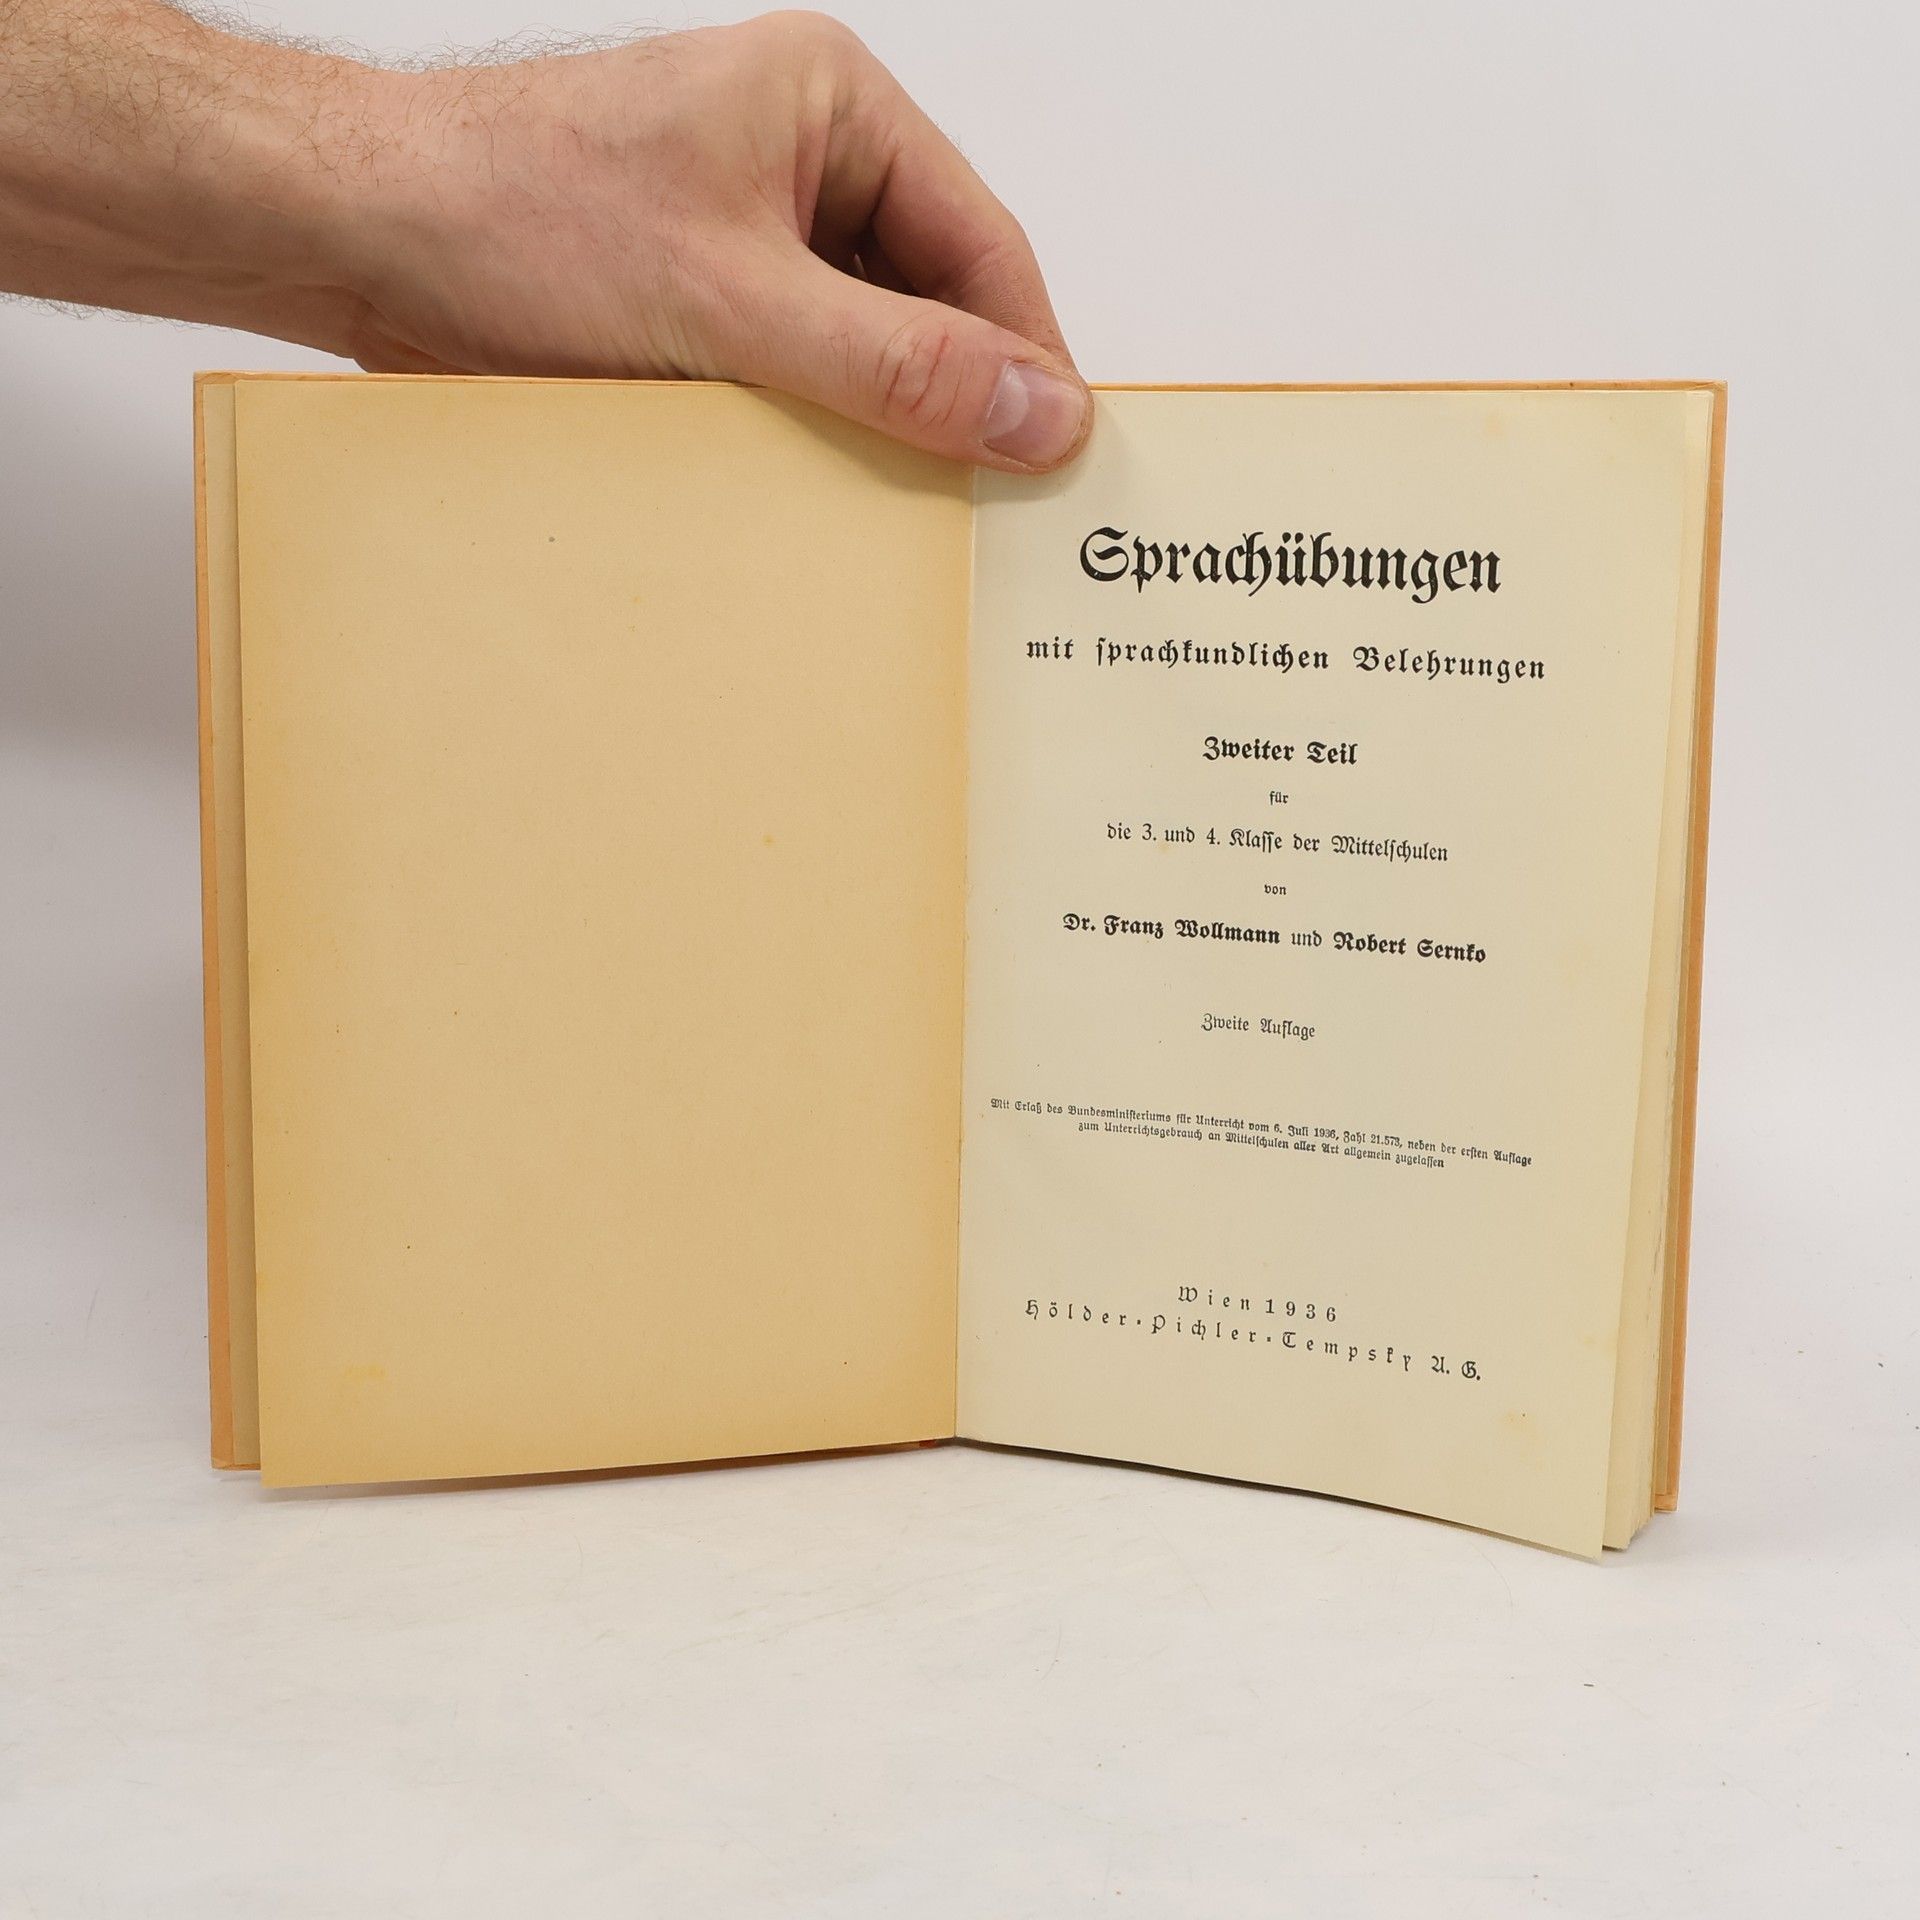 Sprachübungen
mit ſprachkundlichen Belehrungen
Zweiter Teil
für
die 3. und 4. Klaſſe der Mittelſchulen
von
Dr. Franz Wollmann und Robert Sernko
Zweite Auflage
Mit Erlaß des Bundesminiſteriums für Unterricht vom 6. Juli 1936, Zahl 21.573, neben der erſten Auflage
zum Unterrichtsgebrauch an Mittelſchulen aller Art allgemein zugelaſſen
Wien 1936
Hölder-Pichler-Tempsky A. G.